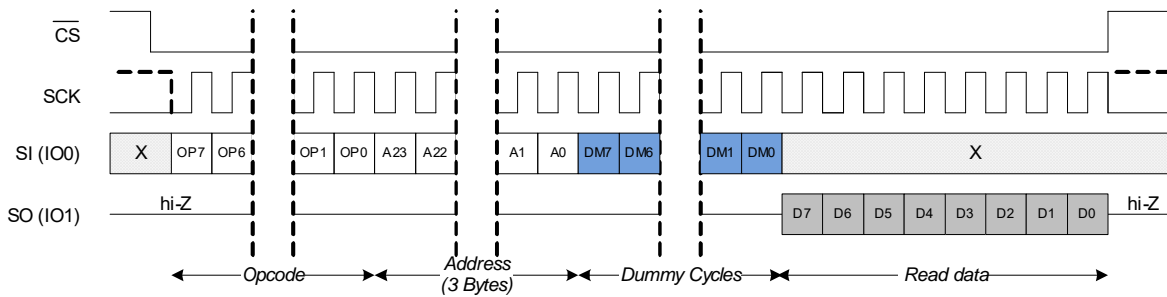 CS
SCK
SI (IO0) X OP7 OP6 OP1 OP0 A23 A22 A1 A0 DM7 DM6 DM1 DM0 X
SO (IO1) hi-Z D7 D6 D5 D4 D3 D2 D1 D0 hi-Z
Opcode Address Dummy Cycles Read data
(3 Bytes)